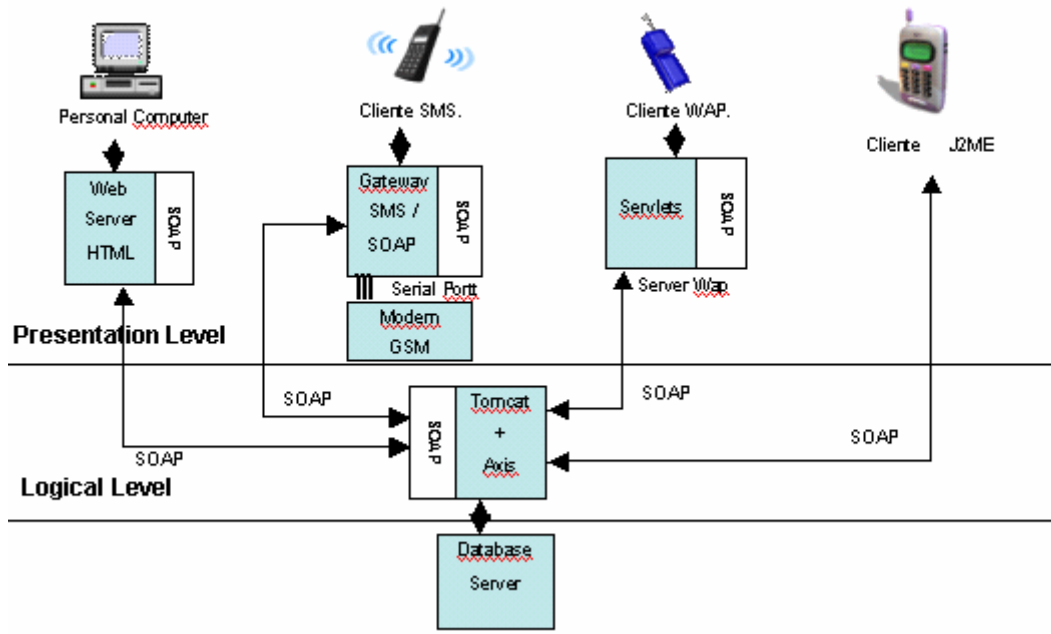 Personal Computer
Cliente SMS.
Cliente WAP.
Cliente J2ME
Web
Server
HTML
SOAP
Gateway
SMS /
SOAP
SOAP
Servlets
SOAP
Serial Portt
Server Wap
Modem
GSM
Presentation Level
SOAP
SOAP
Tomcat
+
Axis
SOAP
SOAP
SOAP
Logical Level
Database
Server